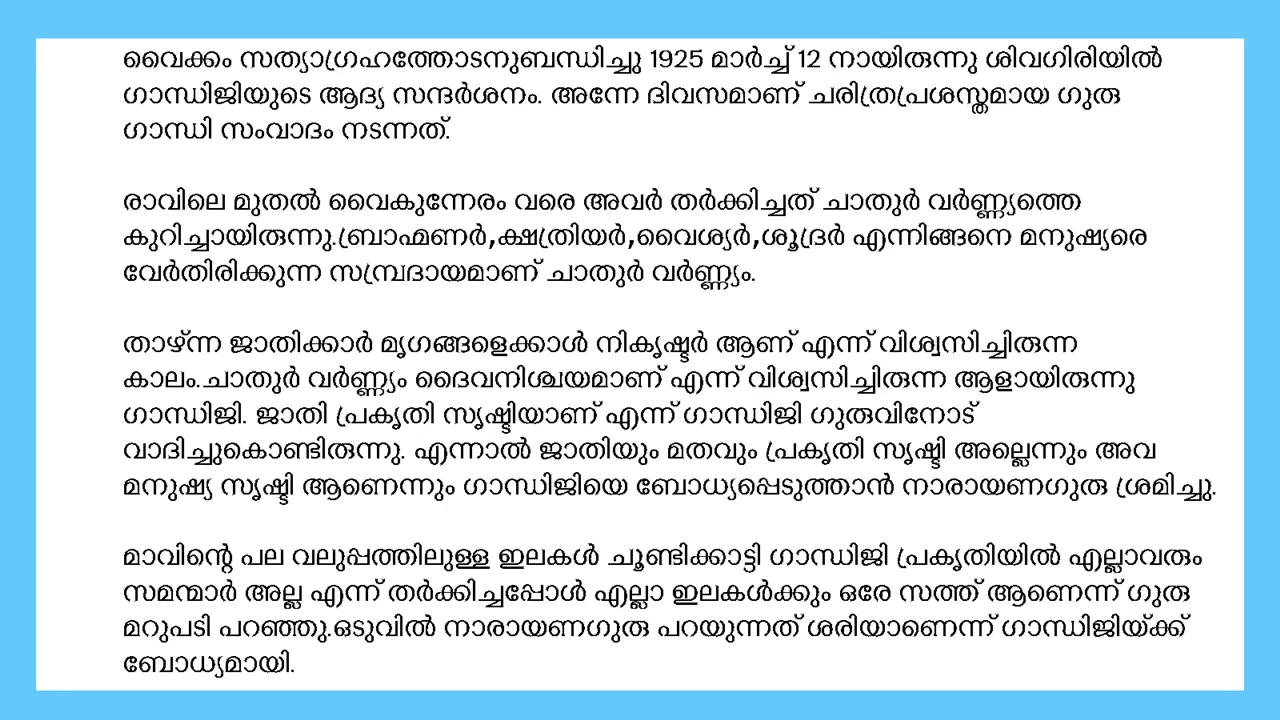 വൈക്കം സത്യാഗ്രഹത്തോടനുബന്ധിച്ചു 1925 മാർച്ച് 12 നായിരുന്നു ശിവഗിരിയിൽ
ഗാന്ധിജിയുടെ ആദ്യ സന്ദർശനം. അന്നേ ദിവസമാണ് ചരിത്രപ്രശസ്തമായ ഗുരു
ഗാന്ധി സംവാദം നടന്നത്.
രാവിലെ മുതൽ വൈകുന്നേരം വരെ അവർ തർക്കിച്ചത് ചാതുർ വർണ്ണ്യത്തെ
കുറിച്ചായിരുന്നു.ബ്രാഹ്മണർ,ക്ഷത്രിയർ,വൈശ്യർ,ശൂദ്രർ എന്നിങ്ങനെ മനുഷ്യരെ
വേർതിരിക്കുന്ന സമ്പ്രദായമാണ് ചാതുർ വർണ്ണ്യം.
താഴ്ന്ന ജാതിക്കാർ മൃഗങ്ങളെക്കാൾ നികൃഷ്ടർ ആണ് എന്ന് വിശ്വസിച്ചിരുന്ന
കാലം.ചാതുർ വർണ്ണ്യം ദൈവനിശ്ചയമാണ് എന്ന് വിശ്വസിച്ചിരുന്ന ആളായിരുന്നു
ഗാന്ധിജി. ജാതി പ്രകൃതി സൃഷ്ടിയാണ് എന്ന് ഗാന്ധിജി ഗുരുവിനോട്
വാദിച്ചുകൊണ്ടിരുന്നു. എന്നാൽ ജാതിയും മതവും പ്രകൃതി സൃഷ്ടി അല്ലെന്നും അവ
മനുഷ്യ സൃഷ്ടി ആണെന്നും ഗാന്ധിജിയെ ബോധ്യപ്പെടുത്താൻ നാരായണഗുരു ശ്രമിച്ചു.
മാവിന്റെ പല വലുപ്പത്തിലുള്ള ഇലകൾ ചൂണ്ടിക്കാട്ടി ഗാന്ധിജി പ്രകൃതിയിൽ എല്ലാവരും
സമന്മാർ അല്ല എന്ന് തർക്കിച്ചപ്പോൾ എല്ലാ ഇലകൾക്കും ഒരേ സത്ത് ആണെന്ന് ഗുരു
മറുപടി പറഞ്ഞു.ഒടുവിൽ നാരായണഗുരു പറയുന്നത് ശരിയാണെന്ന് ഗാന്ധിജിയ്ക്ക്
ബോധ്യമായി.